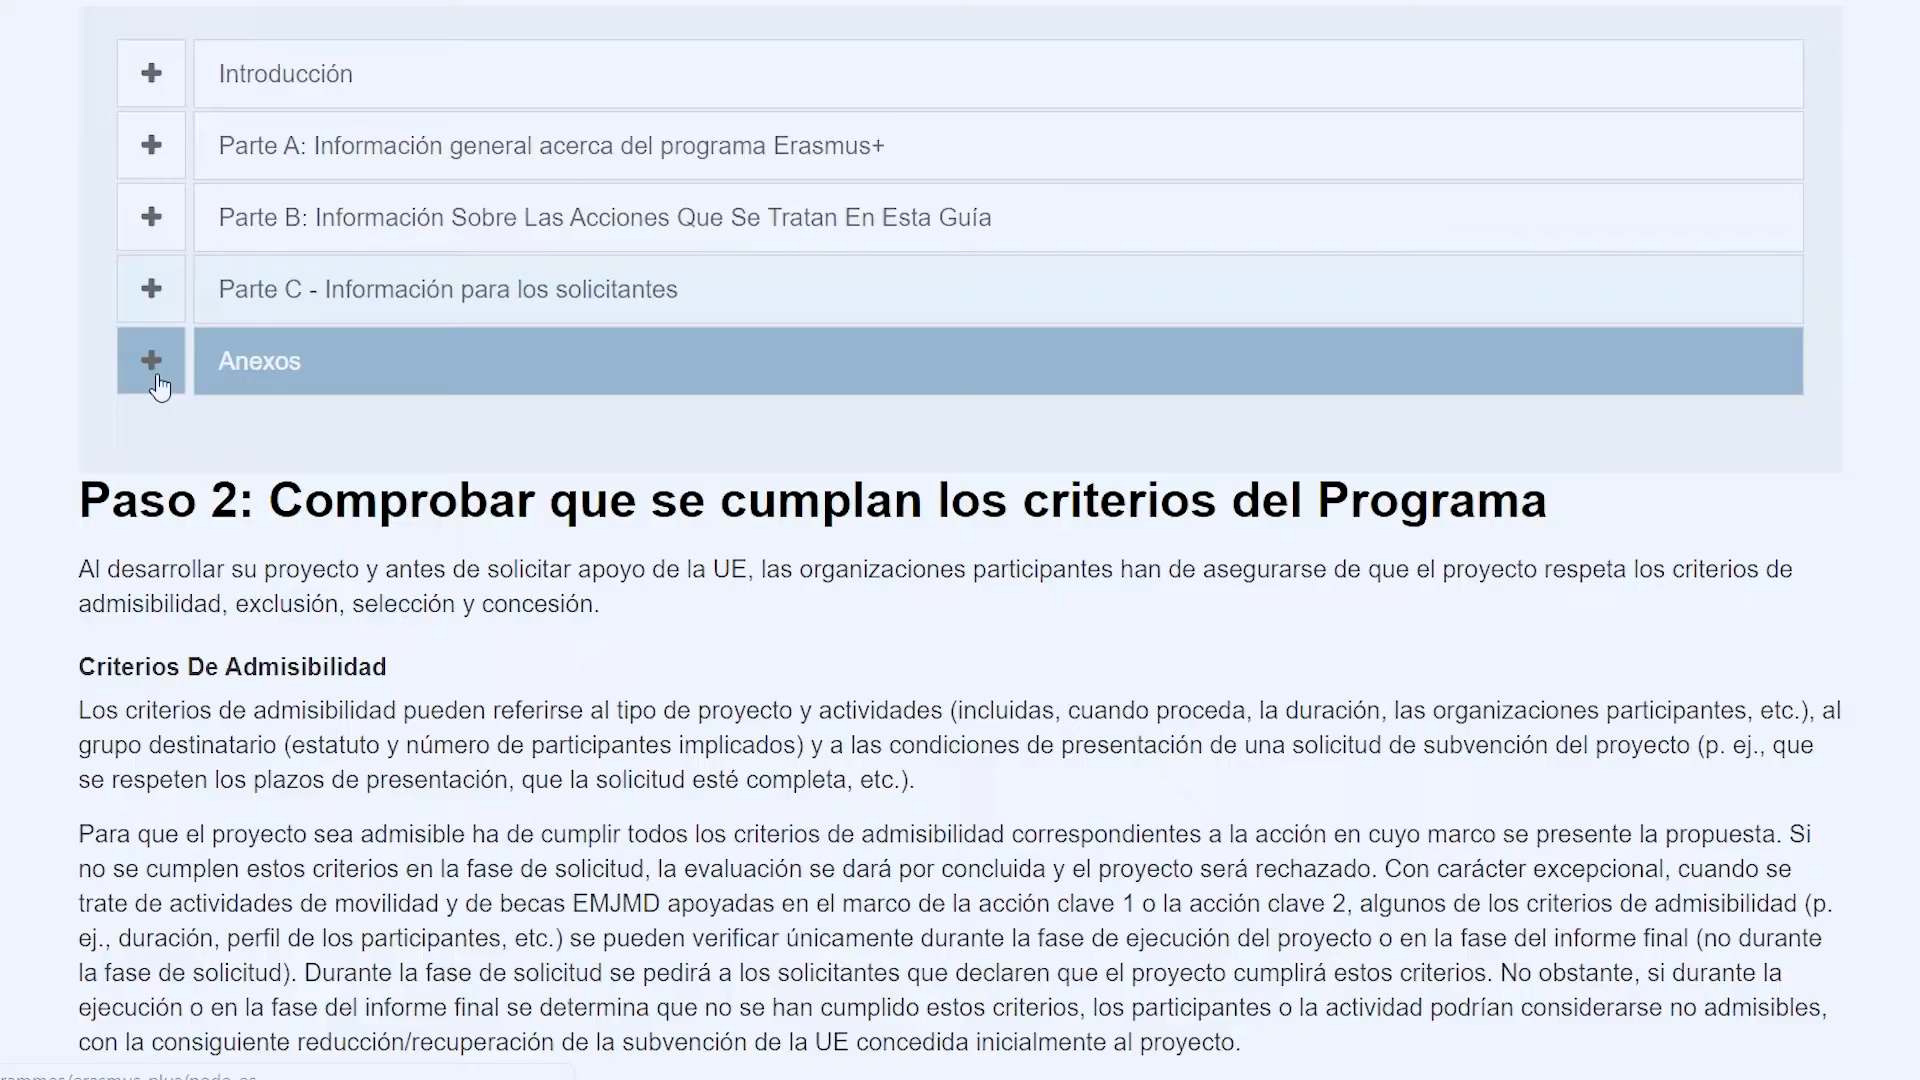 Introducción
Parte A: Información general acerca del programa Erasmus+
Parte B: Información Sobre Las Acciones Que Se Tratan En Esta Guía
Parte C - Información para los solicitantes
Anexos
Paso 2: Comprobar que se cumplan los criterios del Programa
Al desarrollar su proyecto y antes de solicitar apoyo de la UE, las organizaciones participantes han de asegurarse de que el proyecto respeta los criterios de
admisibilidad, exclusión, selección y concesión.
Criterios De Admisibilidad
Los criterios de admisibilidad pueden referirse al tipo de proyecto y actividades (incluidas, cuando proceda, la duración, las organizaciones participantes, etc.), al
grupo destinatario (estatuto y número de participantes implicados) y a las condiciones de presentación de una solicitud de subvención del proyecto (p. ej., que
se respeten los plazos de presentación, que la solicitud esté completa, etc.).
Para que el proyecto sea admisible ha de cumplir todos los criterios de admisibilidad correspondientes a la acción en cuyo marco se presente la propuesta. Si
no se cumplen estos criterios en la fase de solicitud, la evaluación se dará por concluida y el proyecto será rechazado. Con carácter excepcional, cuando se
trate de actividades de movilidad y de becas EMJMD apoyadas en el marco de la acción clave 1 o la acción clave 2, algunos de los criterios de admisibilidad (p.
ej., duración, perfil de los participantes, etc.) se pueden verificar únicamente durante la fase de ejecución del proyecto o en la fase del informe final (no durante
la fase de solicitud). Durante la fase de solicitud se pedirá a los solicitantes que declaren que el proyecto cumplirá estos criterios. No obstante, si durante la
ejecución o en la fase del informe final se determina que no se han cumplido estos criterios, los participantes o la actividad podrían considerarse no admisibles,
con la consiguiente reducción/recuperación de la subvención de la UE concedida inicialmente al proyecto.